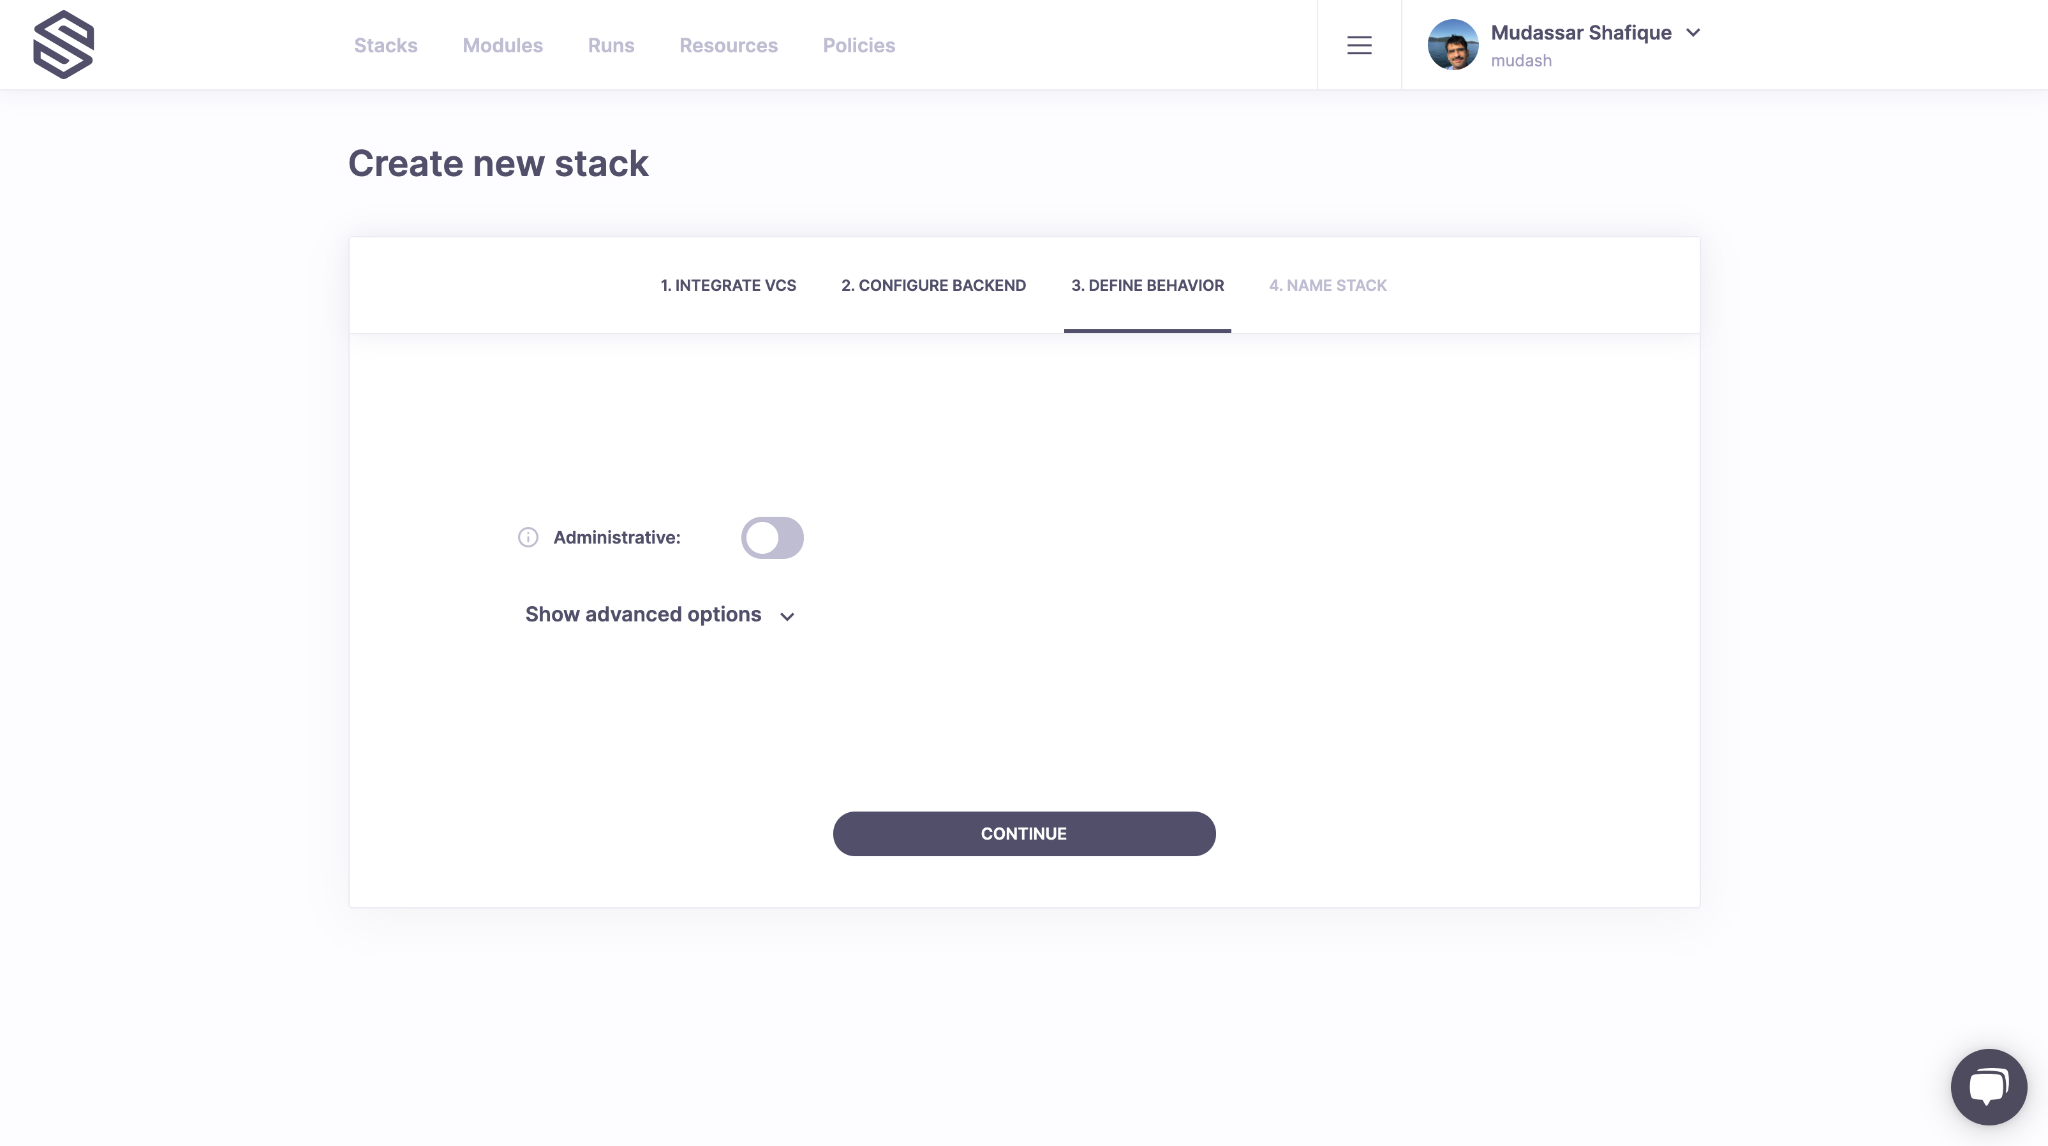 Stacks Modules Runs Resources Policies
Mudassar Shafique
mudash
Create new stack
1. INTEGRATE VCS 2. CONFIGURE BACKEND 3. DEFINE BEHAVIOR 4. NAME STACK
Administrative:
Show advanced options
CONTINUE